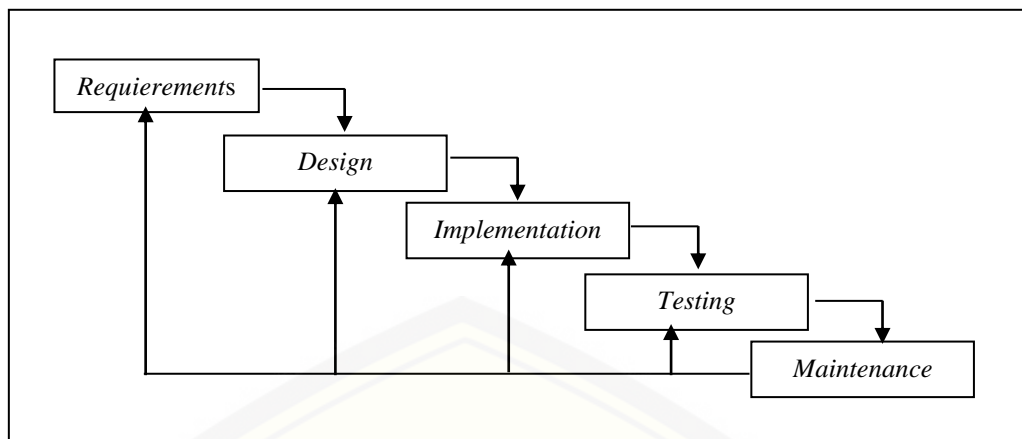 Requierements
Design
Implementation
Testing
Maintenance